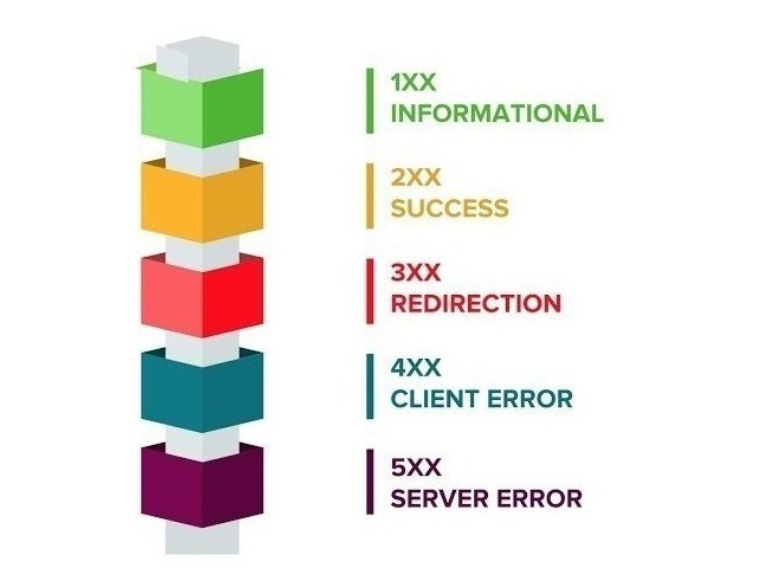 1XX
INFORMATIONAL
2XX
SUCCESS
3XX
REDIRECTION
4XX
CLIENT ERROR
5XX
SERVER ERROR